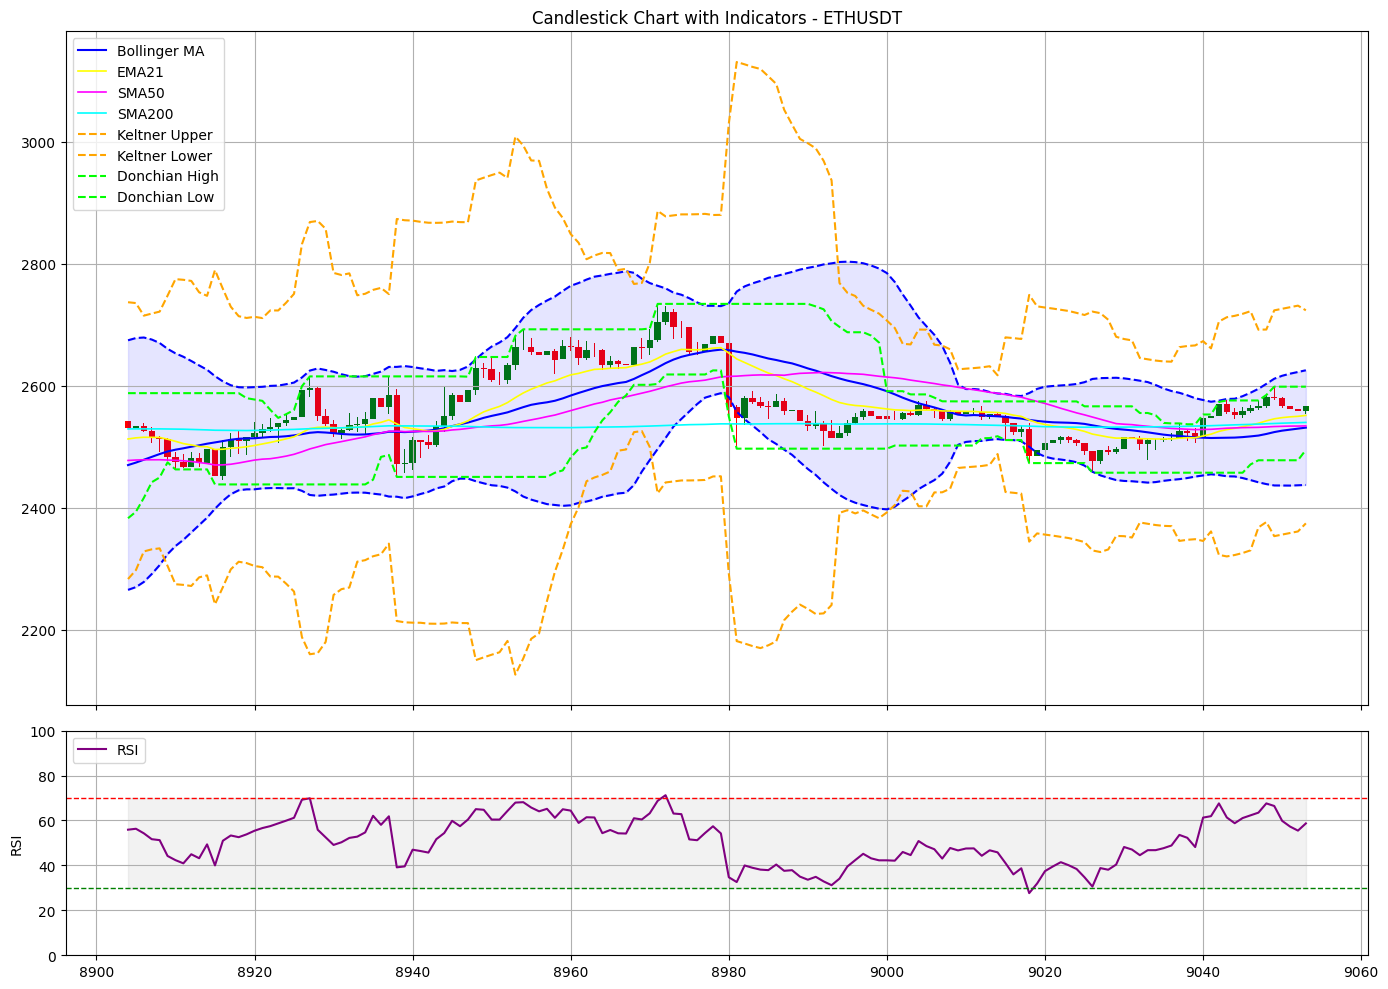 Candlestick Chart with Indicators - ETHUSDT
Bollinger MA
EMA21
SMA50
SMA200
Keltner Upper
Keltner Lower
Donchian High
Donchian Low
3000
2800
2600
2400
2200
RSI
100
80
60
40
20
0
RSI
8900
8920
8940
8960
8980
9000
9020
9040
9060